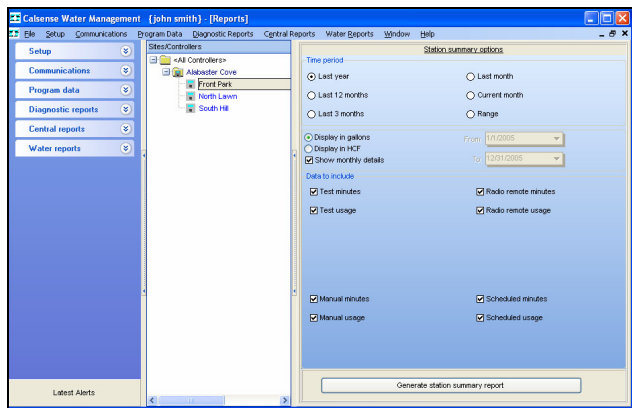 Calsense Water Management {john smith} - [Reports]
File Setup Communications Program Data Diagnostic Reports Central Reports Water Reports Window Help
Setup
Communications
Program data
Diagnostic reports
Central reports
Water reports
Latest Alerts
Sites/Controllers
<All Controllers>
Alabaster Cove
Front Park
North Lawn
South Hill
Station summary options
Time period
Last year Last month
Last 12 months Current month
Last 3 months Range
Display in gallons From: 1/1/2005
Display in HCF
Show monthly details To: 12/31/2005
Data to include
Test minutes Radio remote minutes
Test usage Radio remote usage
Manual minutes Scheduled minutes
Manual usage Scheduled usage
Generate station summary report